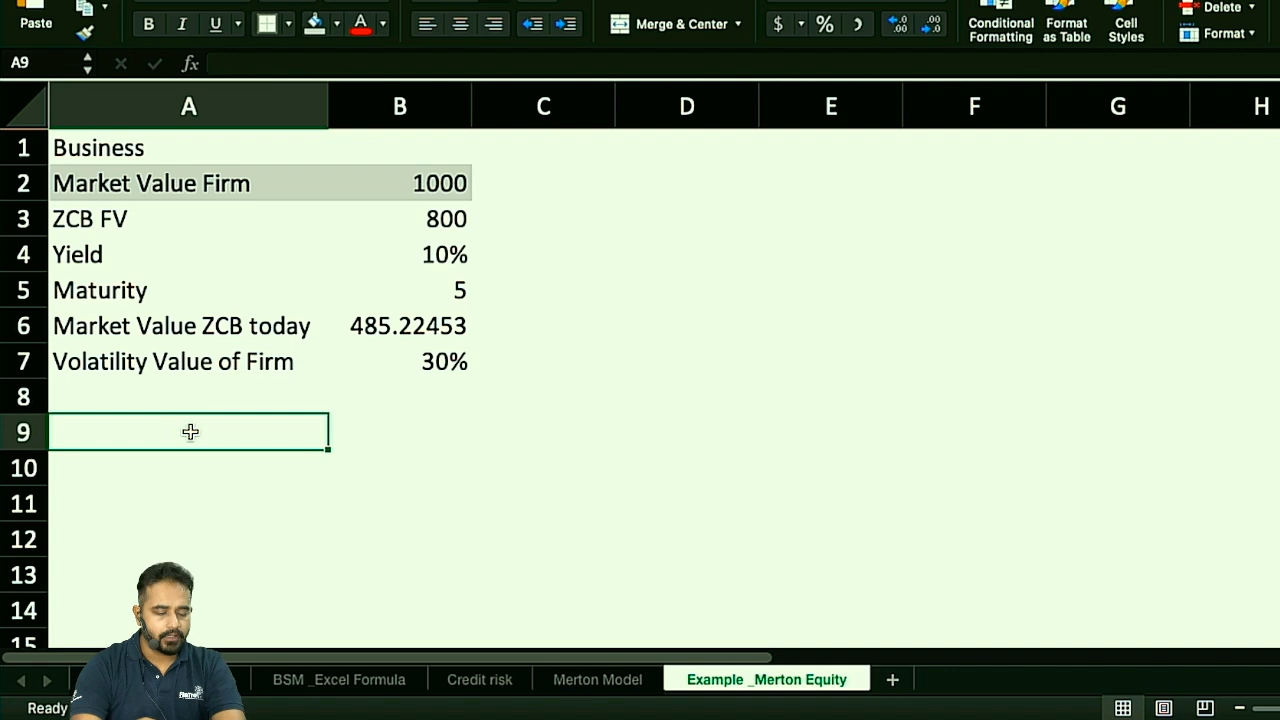 Paste
B I U
Merge & Center
$ % )
Conditional Formatting
Format as Table
Cell Styles
Delete
Format
A9
fx
A B C D E F G H
1 Business
2 Market Value Firm 1000
3 ZCB FV 800
4 Yield 10%
5 Maturity 5
6 Market Value ZCB today 485.22453
7 Volatility Value of Firm 30%
8
9
10
11
12
13
14
15
BSM _Excel Formula
Credit risk
Merton Model
Example _Merton Equity
+
Ready